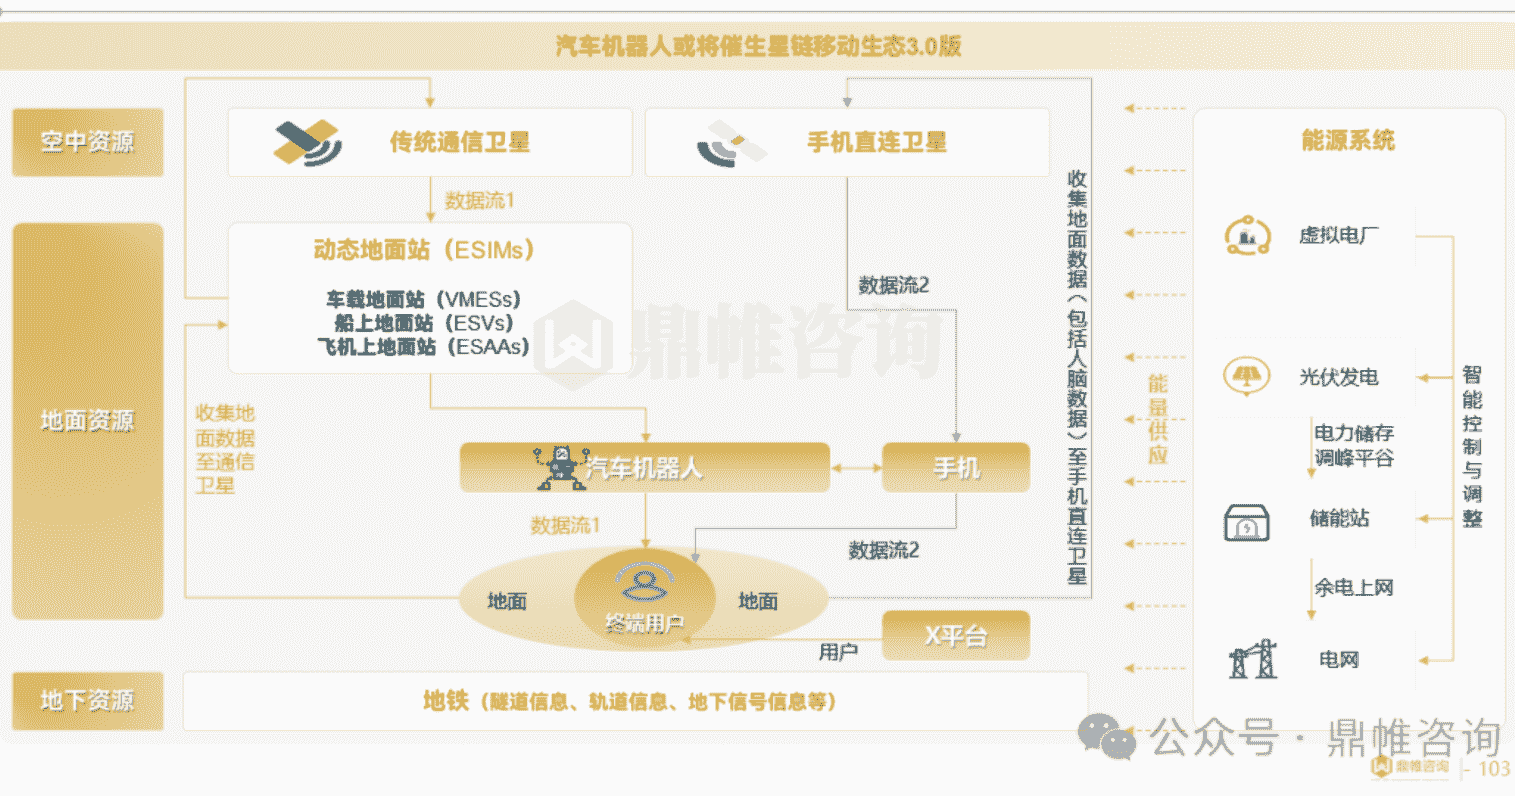 汽车机器人或将催生星链移动生态3.0版
空中资源
传统通信卫星
手机直连卫星
数据流1
地面资源
动态地面站（ESIMs）
车载地面站（VMESs）
船上地面站（ESVs）
飞机上地面站（ESAAs）
数据流2
鼎帷咨询
收集地
面数据
至通信
卫星
汽车机器人
手机
数据流1
数据流2
地面
终端用户
地面
X平台
用户
收集地面数据（包括人脑数据）至手机直连卫星
地下资源
地铁（隧道信息、轨道信息、地下信号信息等）
能量供应
能源系统
虚拟电厂
光伏发电
电力储存
调峰平谷
储能站
余电上网
电网
智能控制与调整
公众号·鼎帷咨询
鼎帷咨询
- 103